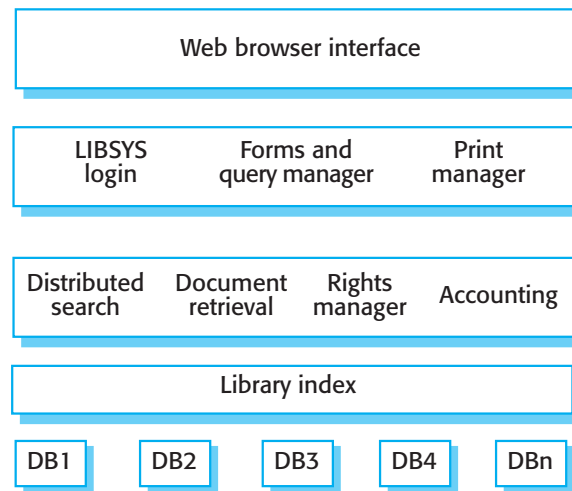 Web browser interface
LIBSYS login
Forms and query manager
Print manager
Distributed search
Document retrieval
Rights manager
Accounting
Library index
DB1 DB2 DB3 DB4 DBn